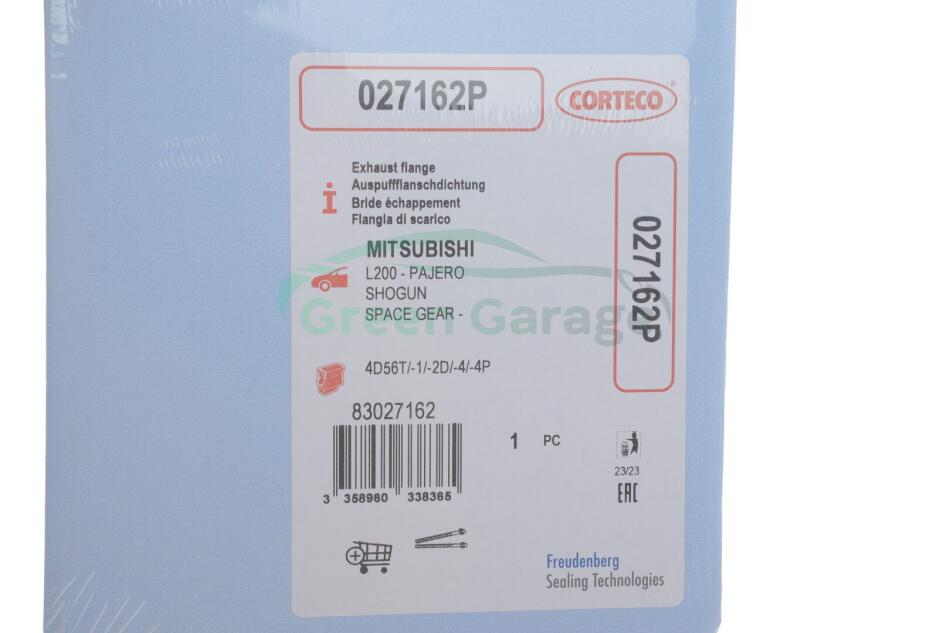 027162P
CORTECO
Exhaust flange
Auspuffflanschdichtung
Bride échappement
Flangia di scarico
MITSUBISHI
L200 - PAJERO
SHOGUN
SPACE GEAR -
Green Garage
027162P
4D56T/-1/-2D/-4/-4P
83027162
1 PC
3 358960 338365
23/23
EAC
Freudenberg
Sealing Technologies